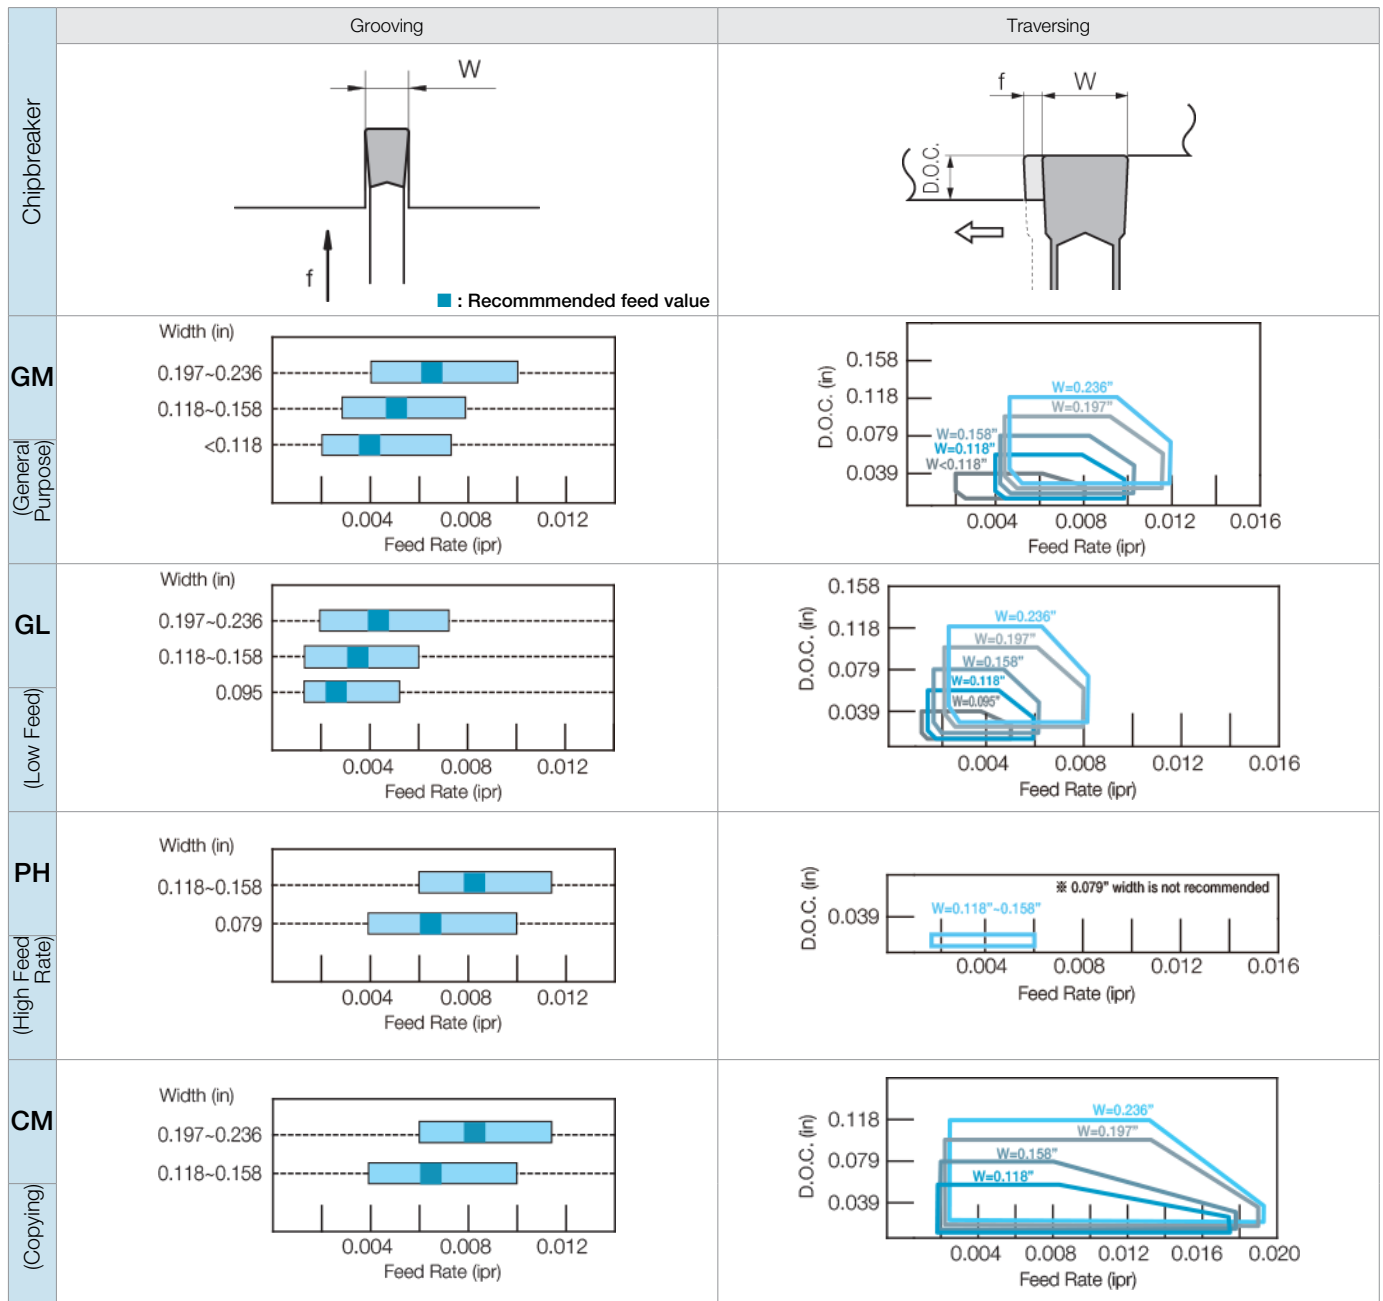 Grooving
Traversing
Chipbreaker
W
f
: Recommmended feed value
f
W
D.O.C.
GM
(General Purpose)
Width (in)
0.197~0.236
0.118~0.158
<0.118
0.004 0.008 0.012
Feed Rate (ipr)
D.O.C. (in)
0.158
0.118
0.079
0.039
W=0.236”
W=0.197”
W=0.158”
W=0.118”
W<0.118”
0.004 0.008 0.012 0.016
Feed Rate (ipr)
GL
(Low Feed)
Width (in)
0.197~0.236
0.118~0.158
0.095
0.004 0.008 0.012
Feed Rate (ipr)
D.O.C. (in)
0.158
0.118
0.079
0.039
W=0.236”
W=0.197”
W=0.158”
W=0.118”
W=0.095”
0.004 0.008 0.012 0.016
Feed Rate (ipr)
PH
(High Feed Rate)
Width (in)
0.118~0.158
0.079
0.004 0.008 0.012
Feed Rate (ipr)
D.O.C. (in)
0.039
※ 0.079” width is not recommended
W=0.118”~0.158”
0.004 0.008 0.012 0.016
Feed Rate (ipr)
CM
(Copying)
Width (in)
0.197~0.236
0.118~0.158
0.004 0.008 0.012
Feed Rate (ipr)
D.O.C. (in)
0.118
0.079
0.039
W=0.236”
W=0.197”
W=0.158”
W=0.118”
0.004 0.008 0.012 0.016 0.020
Feed Rate (ipr)